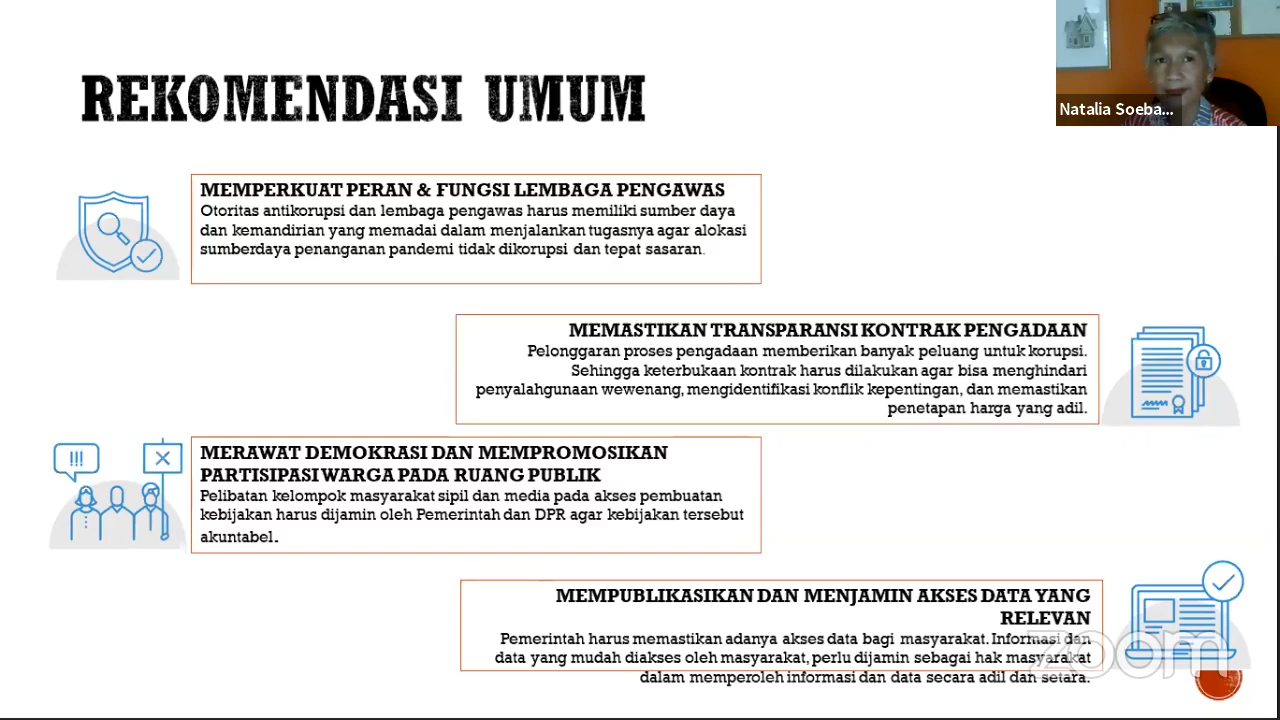 REKOMENDASI UMUM
Natalia Soeba...
MEMPERKUAT PERAN & FUNGSI LEMBAGA PENGAWAS
Otoritas antikorupsi dan lembaga pengawas harus memiliki sumber daya
dan kemandirian yang memadai dalam menjalankan tugasnya agar alokasi
sumberdaya penanganan pandemi tidak dikorupsi dan tepat sasaran.
MEMASTIKAN TRANSPARANSI KONTRAK PENGADAAN
Pelonggaran proses pengadaan memberikan banyak peluang untuk korupsi.
Sehingga keterbukaan kontrak harus dilakukan agar bisa menghindari
penyalahgunaan wewenang, mengidentifikasi konflik kepentingan, dan memastikan
penetapan harga yang adil.
!!!
MERAWAT DEMOKRASI DAN MEMPROMOSIKAN
PARTISIPASI WARGA PADA RUANG PUBLIK
Pelibatan kelompok masyarakat sipil dan media pada akses pembuatan
kebijakan harus dijamin oleh Pemerintah dan DPR agar kebijakan tersebut
akuntabel.
MEMPUBLIKASIKAN DAN MENJAMIN AKSES DATA YANG
RELEVAN
Pemerintah harus memastikan adanya akses data bagi masyarakat. Informasi dan
data yang mudah diakses oleh masyarakat, perlu dijamin sebagai hak masyarakat
dalam memperoleh informasi dan data secara adil dan setara.
zoom